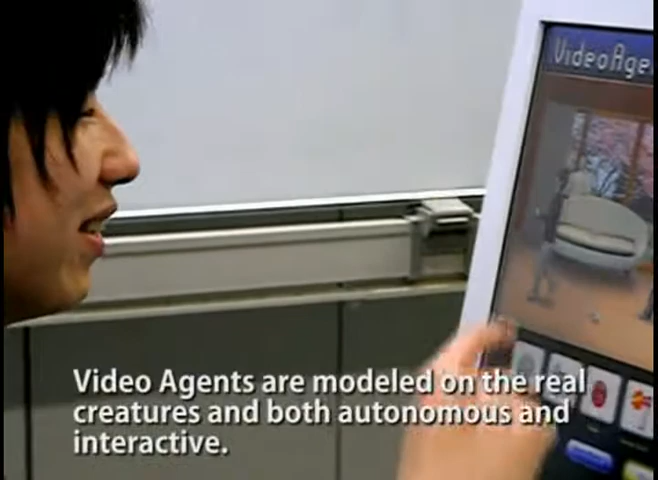 VideoAge
Video Agents are modeled on the real
creatures and both autonomous and
interactive.